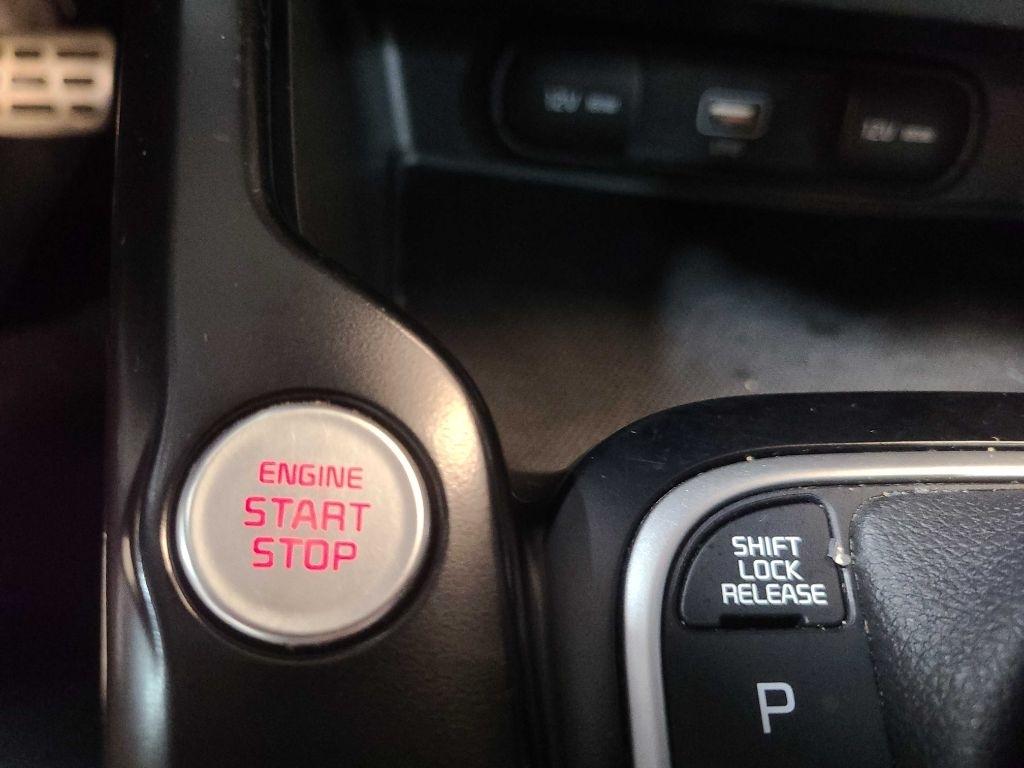 12V
12V
ENGINE
START
STOP
SHIFT
LOCK
RELEASE
P